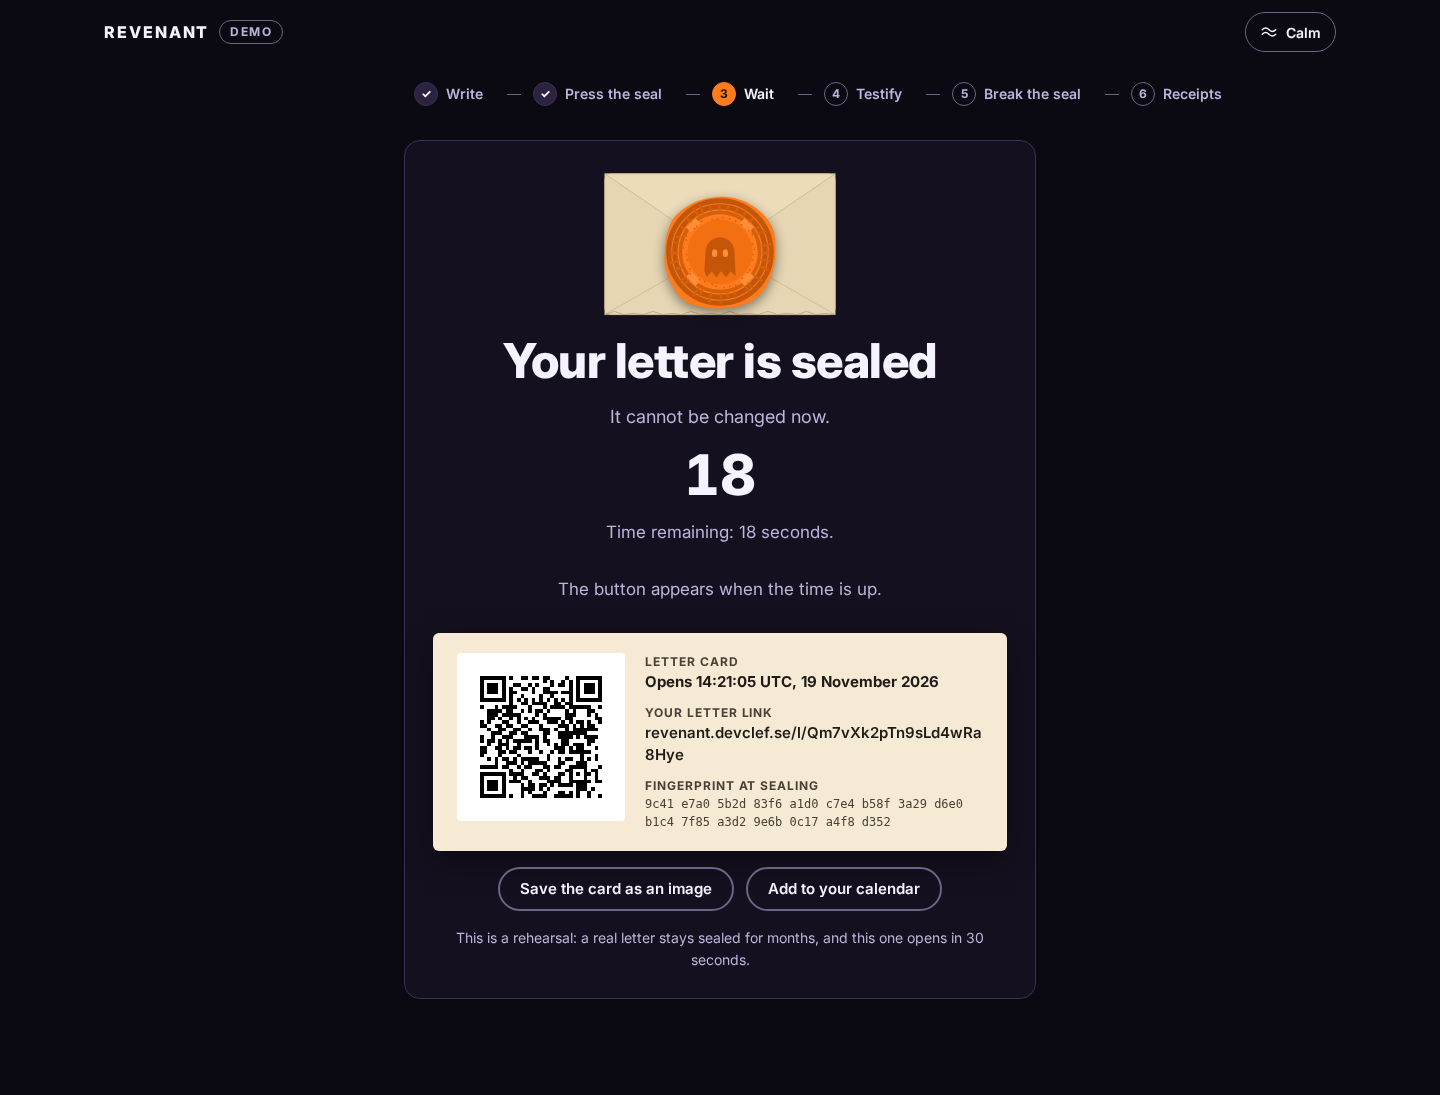 REVENANT DEMO Calm
Write — Press the seal — 3 Wait — 4 Testify — 5 Break the seal — 6 Receipts
Your letter is sealed
It cannot be changed now.
18
Time remaining: 18 seconds.
The button appears when the time is up.
LETTER CARD
Opens 14:21:05 UTC, 19 November 2026
YOUR LETTER LINK
revenant.devclef.se/l/Qm7vXk2pTn9sLd4wRa
8Hye
FINGERPRINT AT SEALING
9c41 e7a0 5b2d 83f6 a1d0 c7e4 b58f 3a29 d6e0
b1c4 7f85 a3d2 9e6b 0c17 a4f8 d352
Save the card as an image Add to your calendar
This is a rehearsal: a real letter stays sealed for months, and this one opens in 30
seconds.